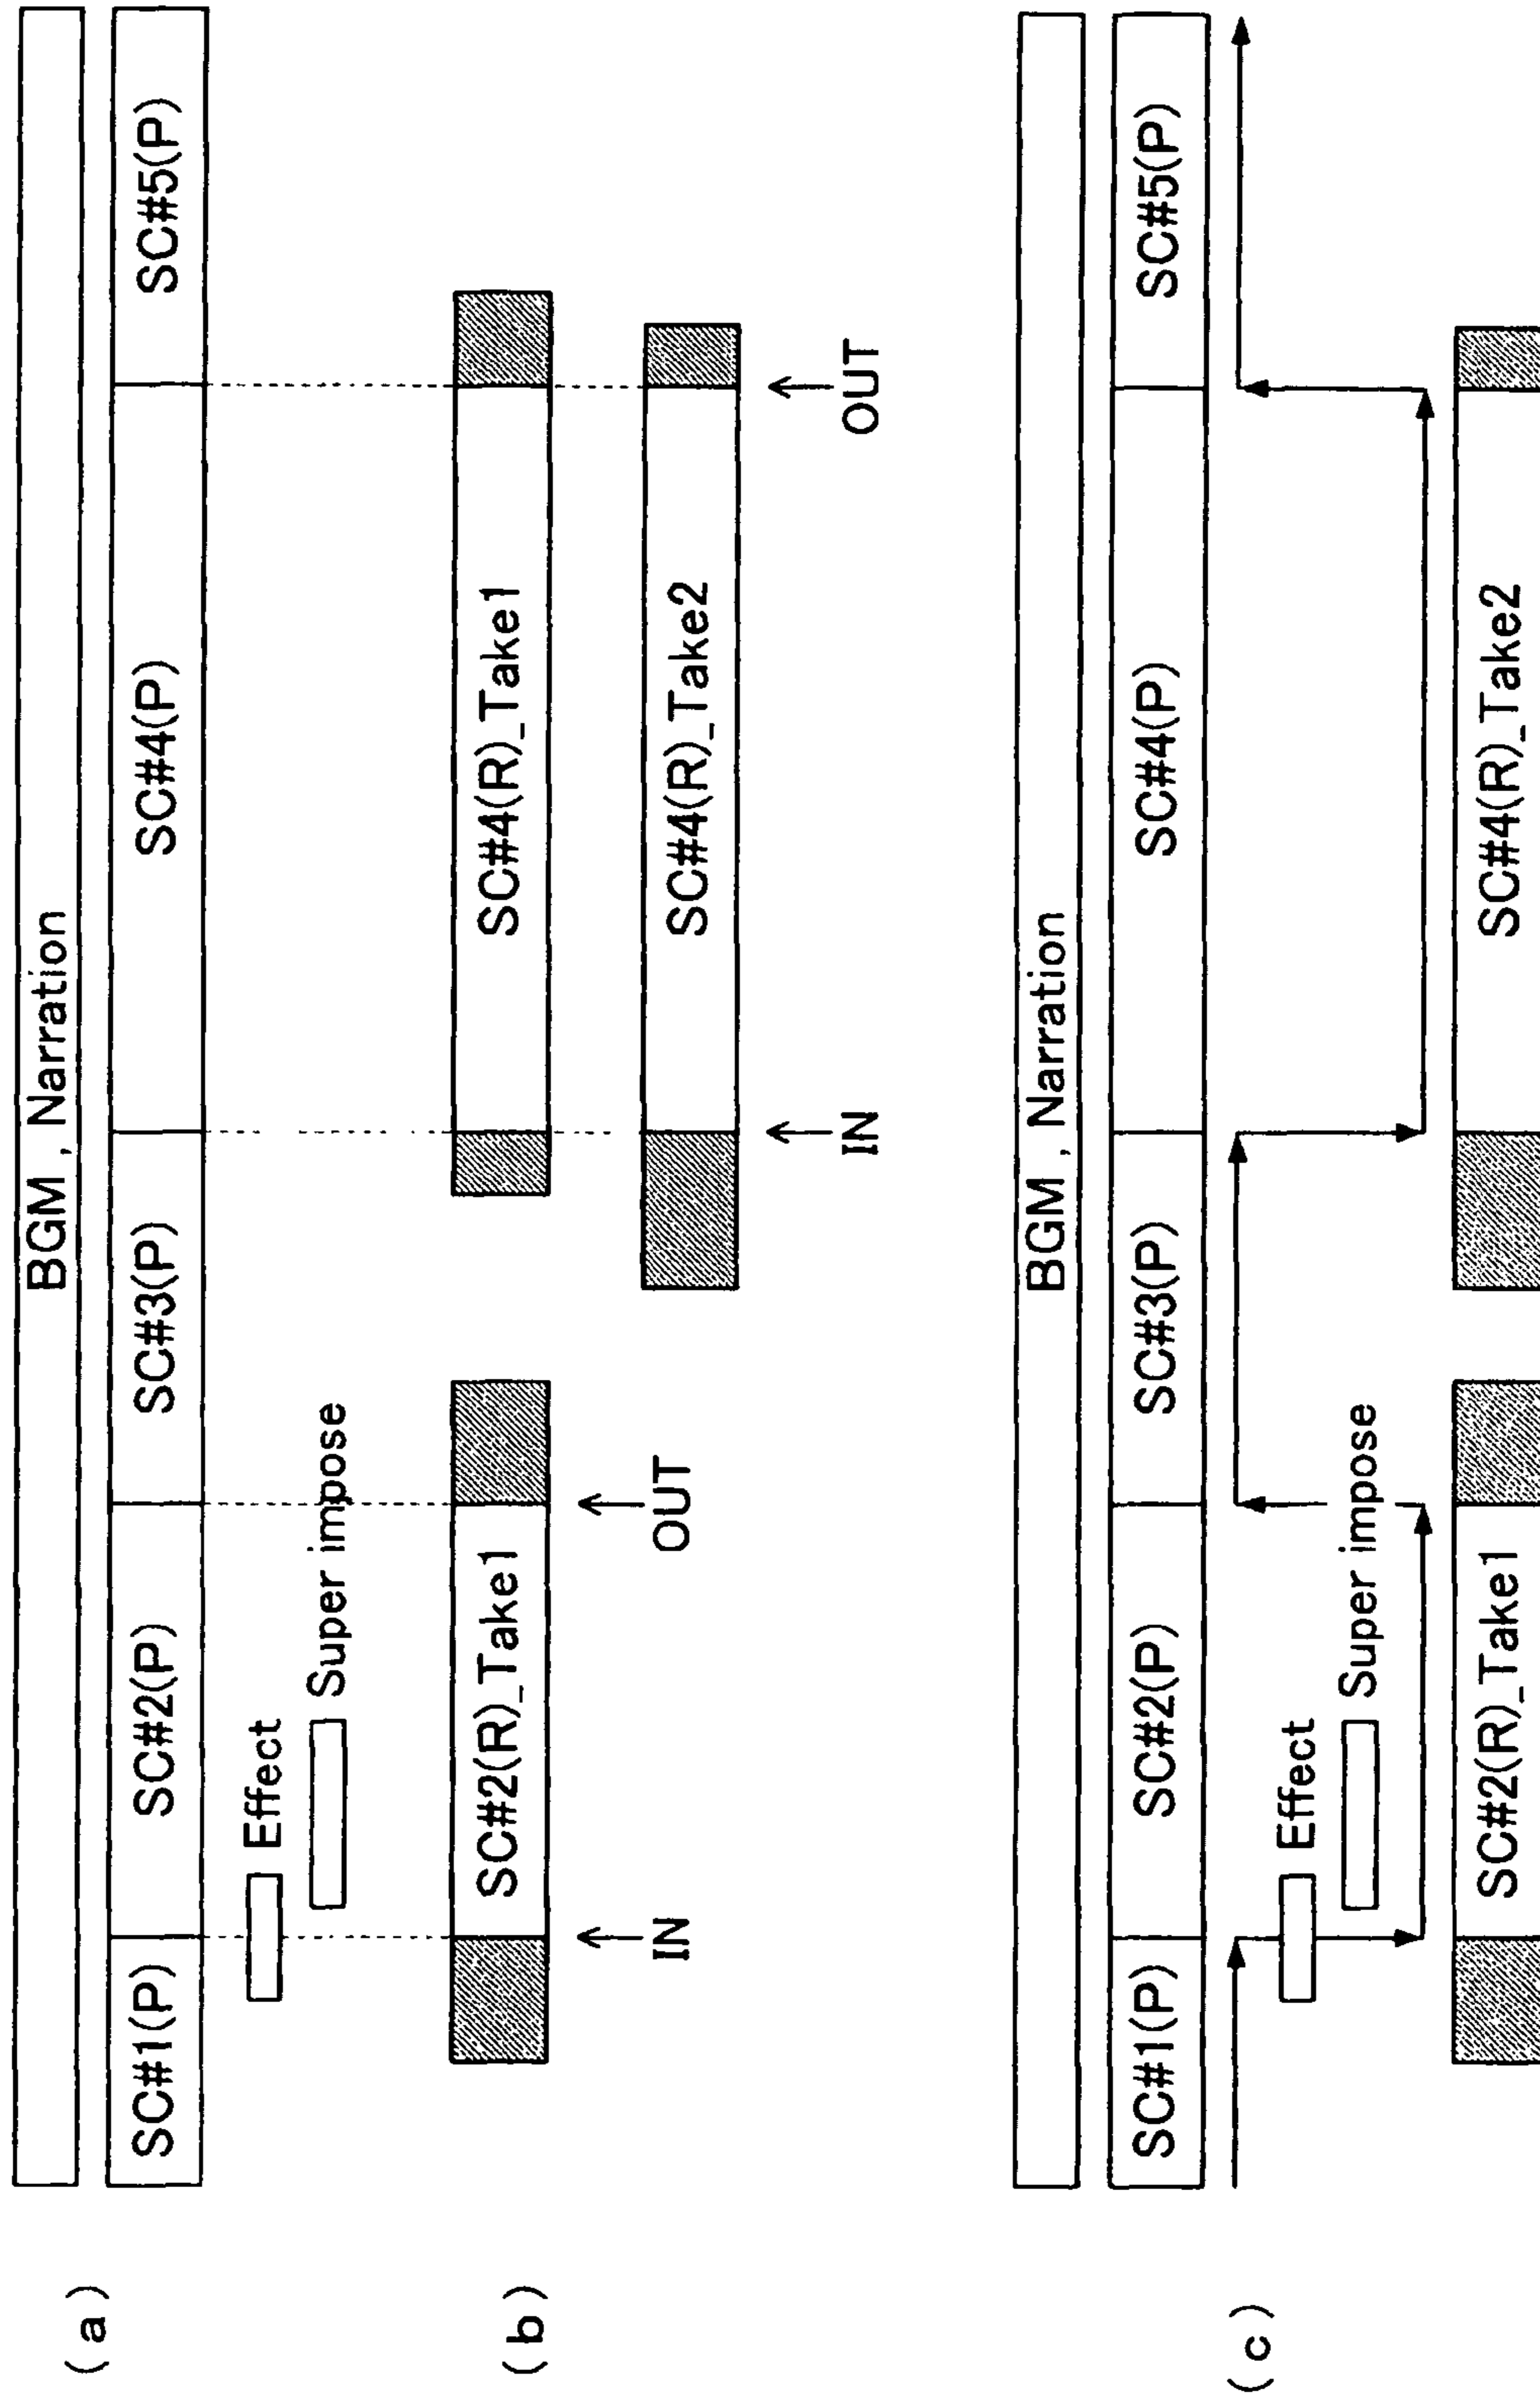 (a)
BGM , Narration
SC#1(P) SC#2(P) SC#3(P) SC#4(P) SC#5(P)
Effect
Super impose
(b)
SC#2(R)_Take1 SC#4(R)_Take1
IN OUT
SC#4(R)_Take2
IN OUT
(c)
BGM , Narration
SC#1(P) SC#2(P) SC#3(P) SC#4(P) SC#5(P)
Effect
Super impose
SC#2(R)_Take1 SC#4(R)_Take2